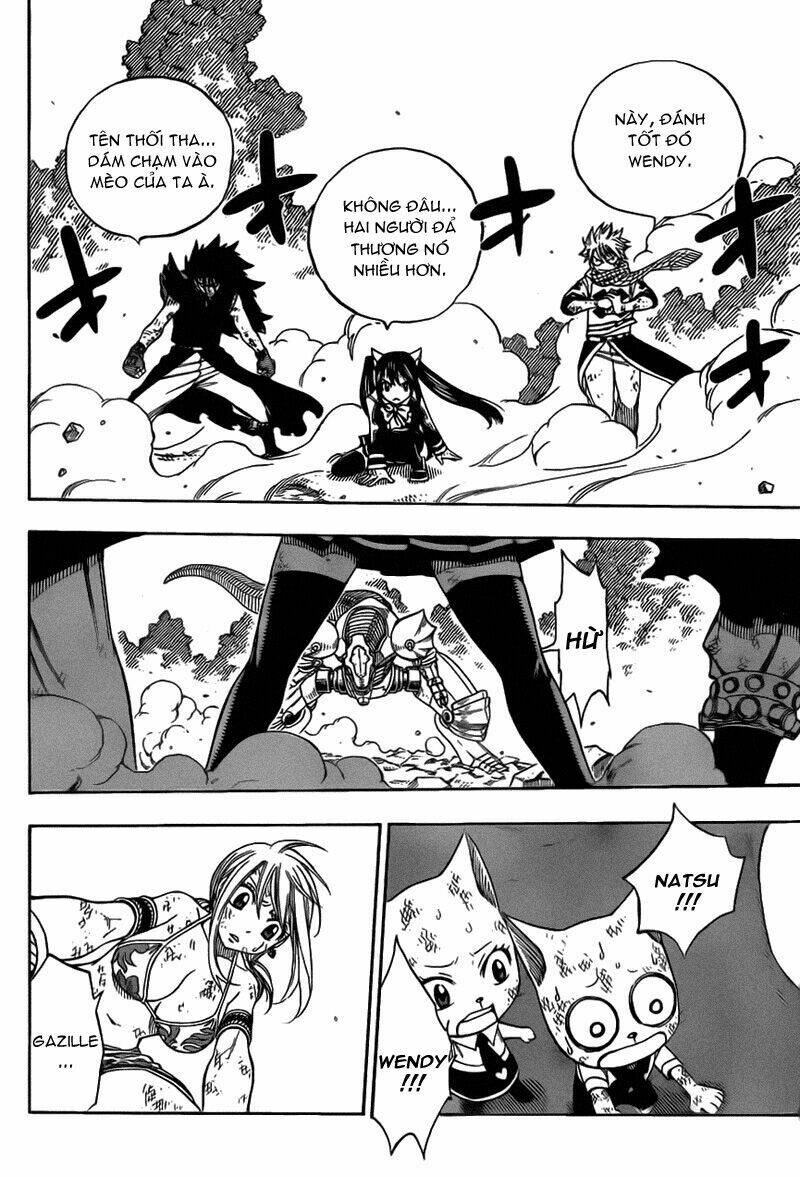 TÊN THỐI THA...
DÁM CHẠM VÀO
MÈO CỦA TA À.
KHÔNG ĐÂU...
HAI NGƯỜI ĐẢ
THƯƠNG NÓ
NHIỀU HƠN.
NÀY, ĐÁNH
TỐT ĐÓ
WENDY.
HỪ
GAZILLE
...
NATSU
!!!
WENDY
!!!